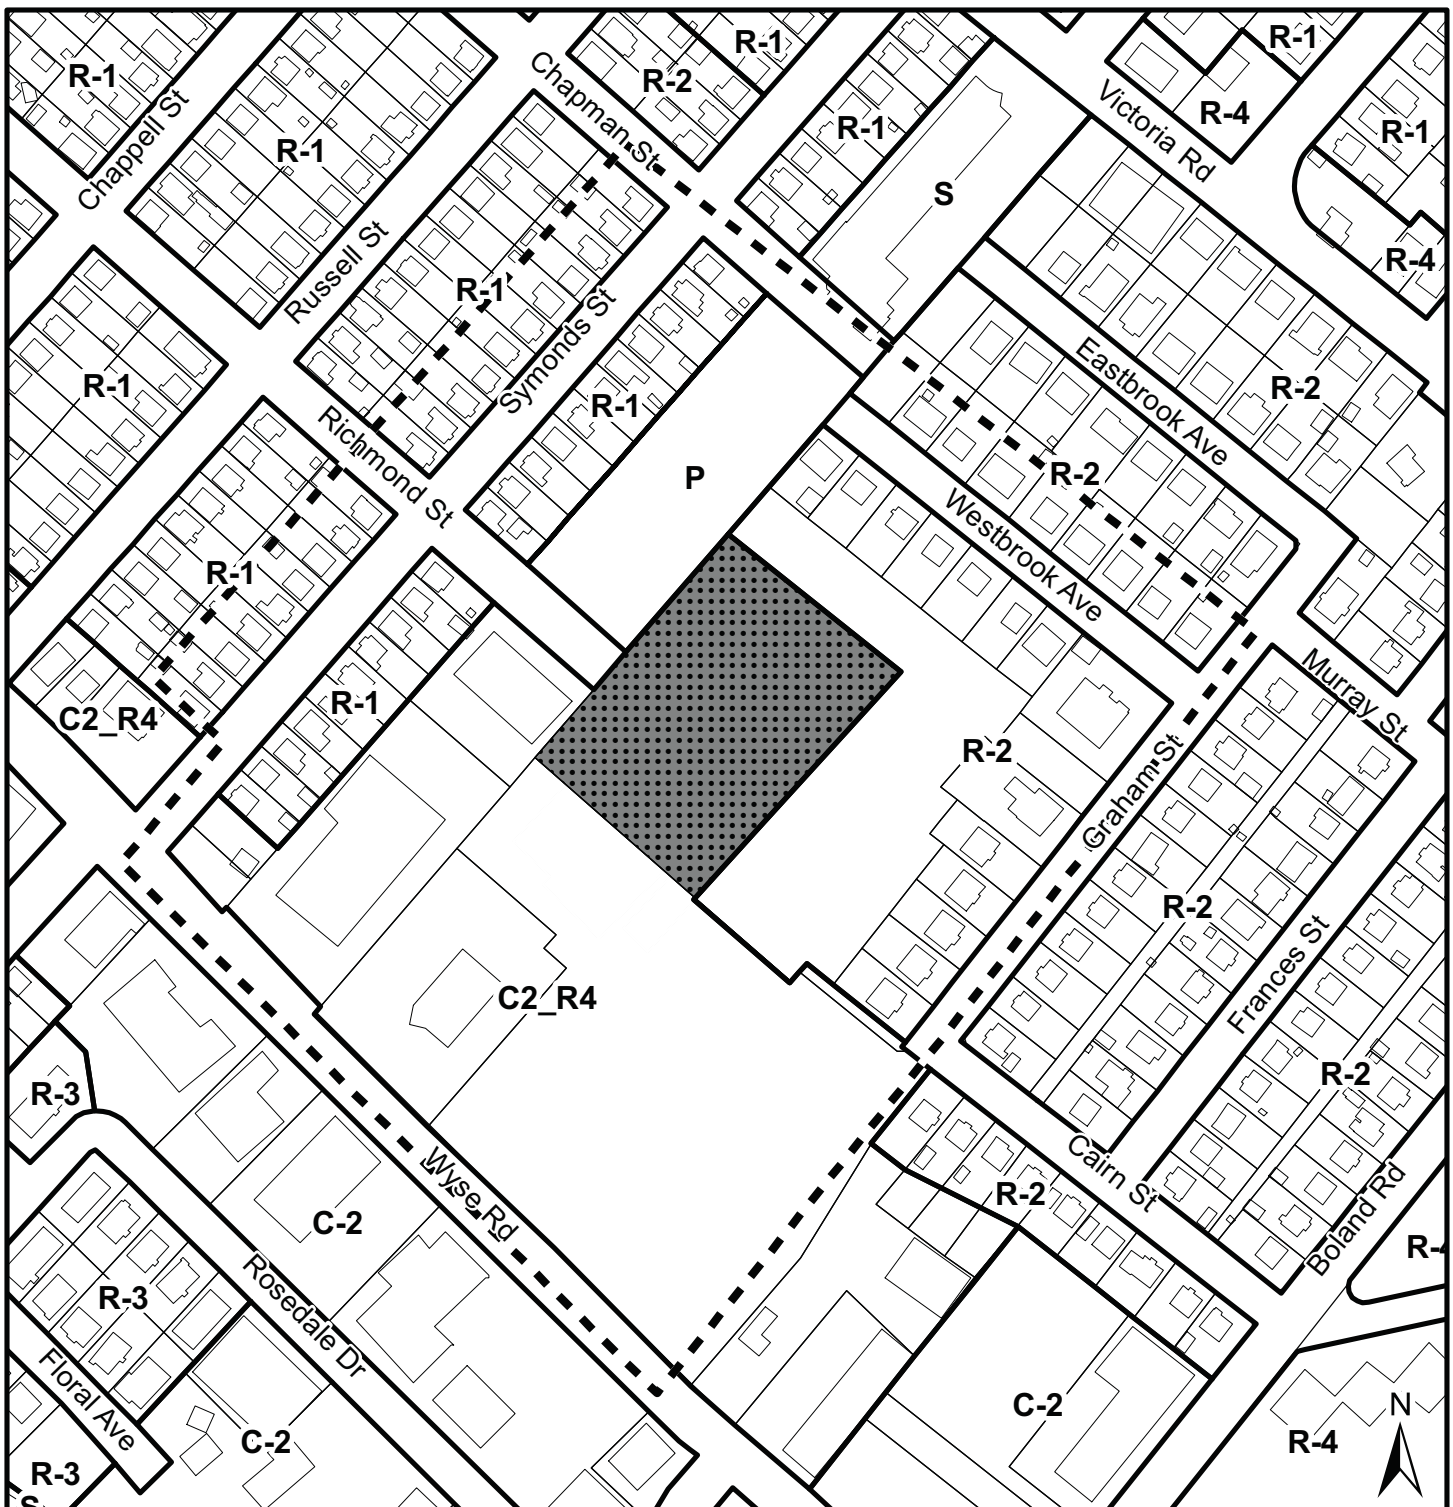 R-1
R-1
R-1
R-2
R-4
Chapman St
Victoria Rd
R-1
R-1
Chappell St
R-1
S
R-4
Russell St
R-1
Symonds St
R-1
R-1
Eastbrook Ave
R-2
Richmond St
P
R-2
Westbrook Ave
R-1
R-1
C2_R4
R-2
Murray St
Graham St
R-2
Frances St
C2_R4
R-3
R-2
Wyse Rd
Cairn St
R-2
Boland Rd
C-2
R-3
Rosedale Dr
Floral Ave
C-2
C-2
R-4
N
R-3